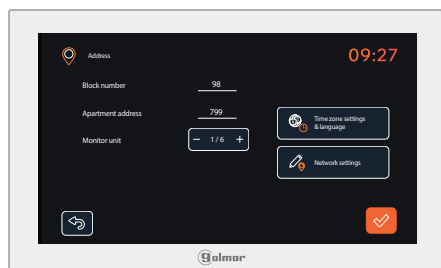 Address
09:27
Block number
98
Apartment address
799
Monitor unit
− 1 / 6 +
Time zone settings
& language
Network settings
golmar